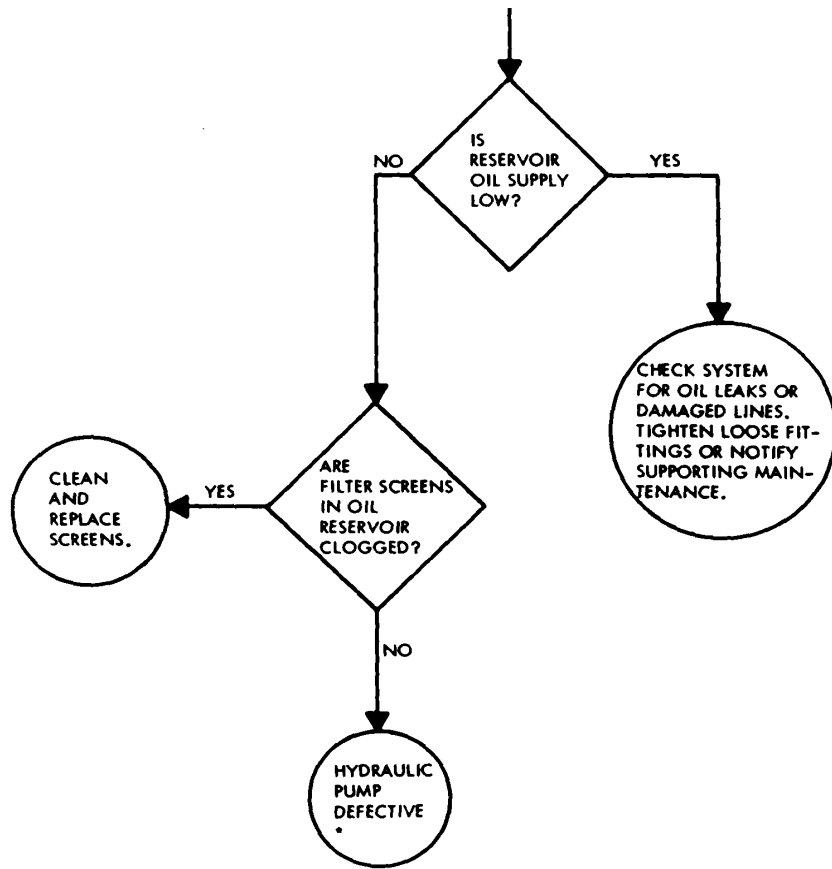 IS
RESERVOIR
OIL SUPPLY
LOW?
NO
YES
CHECK SYSTEM
FOR OIL LEAKS OR
DAMAGED LINES.
TIGHTEN LOOSE FIT-
TINGS OR NOTIFY
SUPPORTING MAIN-
TENANCE.
ARE
FILTER SCREENS
IN OIL
RESERVOIR
CLOGGED?
YES
CLEAN
AND
REPLACE
SCREENS.
NO
HYDRAULIC
PUMP
DEFECTIVE
*